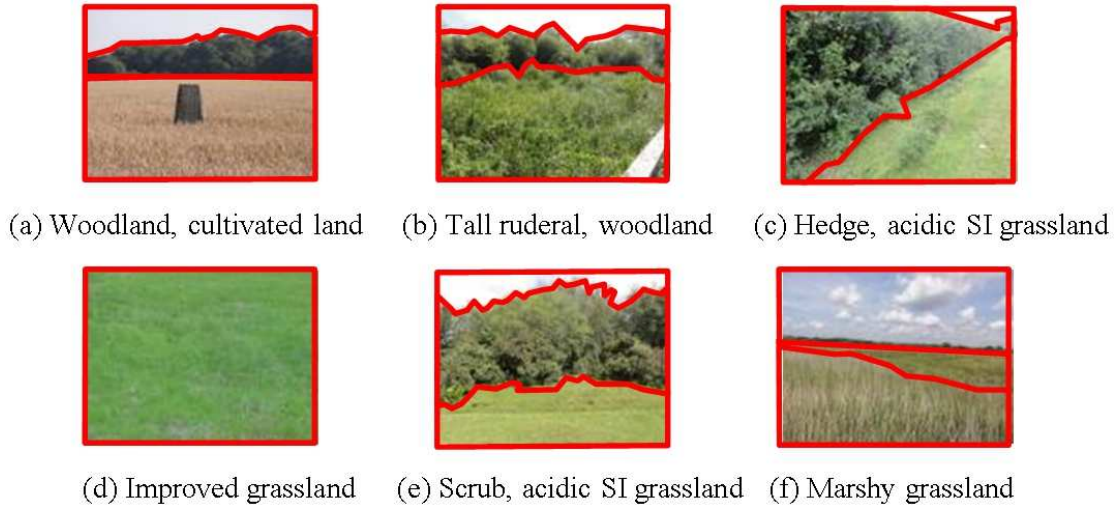 (a) Woodland, cultivated land
(b) Tall ruderal, woodland
(c) Hedge, acidic SI grassland
(d) Improved grassland
(e) Scrub, acidic SI grassland
(f) Marshy grassland